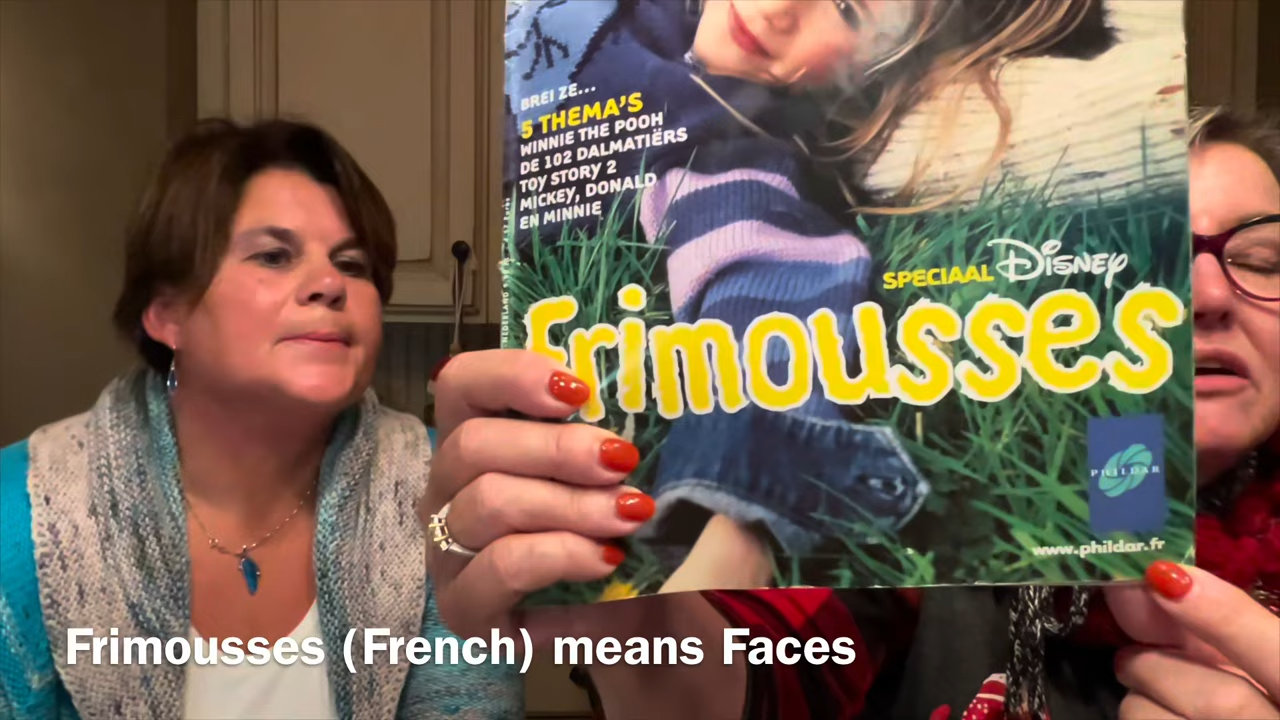 BREI ZE...
5 THEMA'S
WINNIE THE POOH
DE 102 DALMATIËRS
TOY STORY 2
MICKEY, DONALD
EN MINNIE
SPECIAAL Disney
Frimousses
PHILDAR
www.phildar.fr
Frimousses (French) means Faces